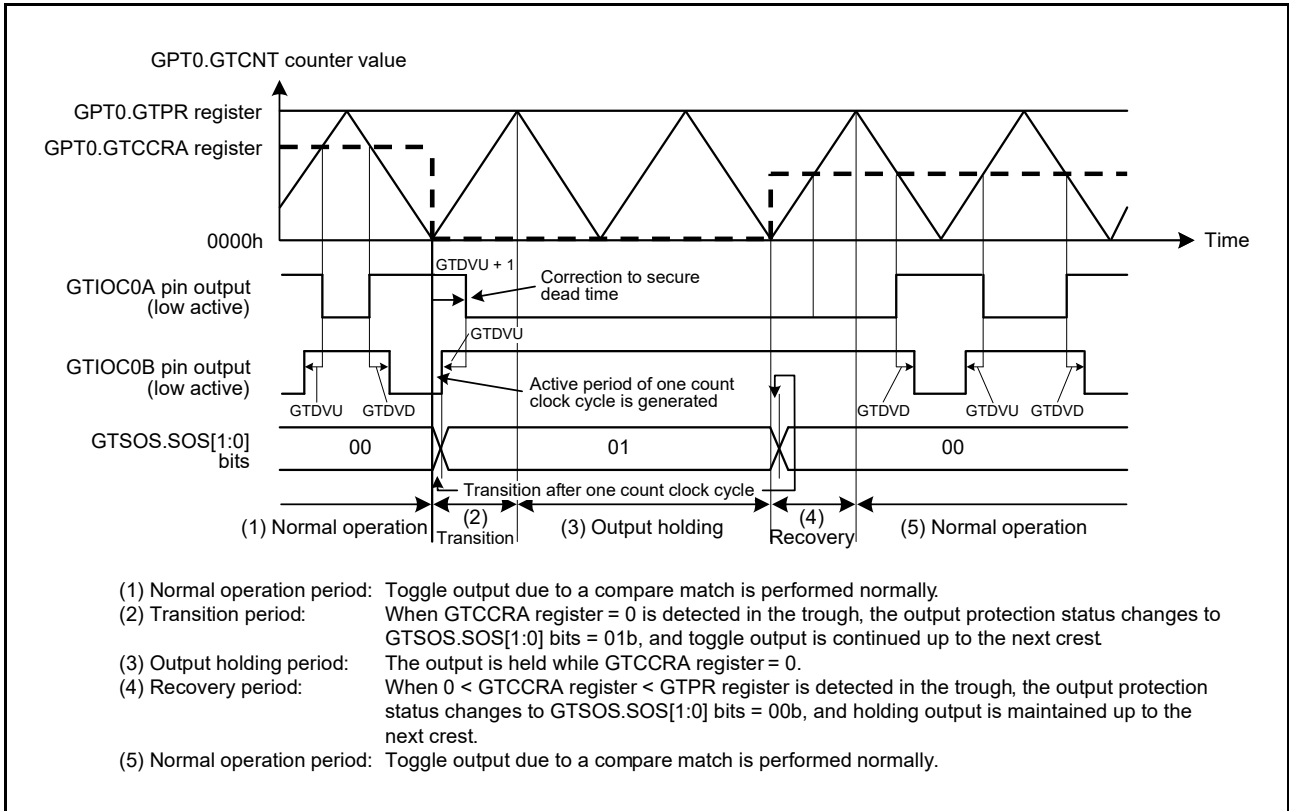 GPT0.GTCNT counter value
GPT0.GTPR register
GPT0.GTCCRA register
0000h
Time
GTDVU + 1
Correction to secure
dead time
GTIOC0A pin output
(low active)
GTDVU
GTIOC0B pin output
(low active)
Active period of one count
clock cycle is generated
GTDVU GTDVD GTDVD GTDVU GTDVD
GTSOS.SOS[1:0]
bits
00 01 00
Transition after one count clock cycle
(1) Normal operation (2) Transition (3) Output holding (4) Recovery (5) Normal operation
(1) Normal operation period: Toggle output due to a compare match is performed normally.
(2) Transition period: When GTCCRA register = 0 is detected in the trough, the output protection status changes to
GTSOS.SOS[1:0] bits = 01b, and toggle output is continued up to the next crest
(3) Output holding period: The output is held while GTCCRA register = 0.
(4) Recovery period: When 0 < GTCCRA register < GTPR register is detected in the trough, the output protection
status changes to GTSOS.SOS[1:0] bits = 00b, and holding output is maintained up to the
next crest.
(5) Normal operation period: Toggle output due to a compare match is performed normally.